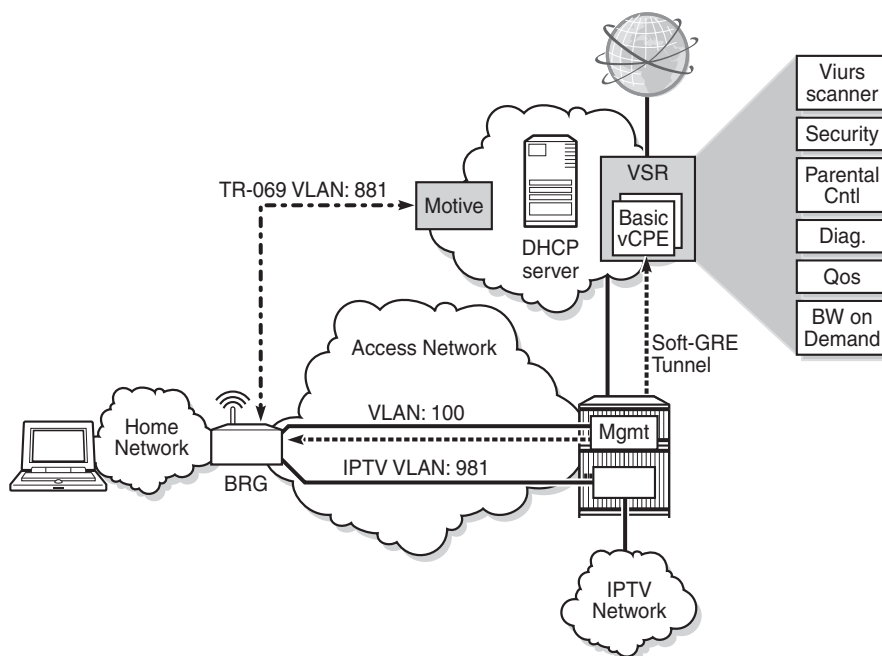 Viurs
scanner
Security
Parental
Cntl
Diag.
Qos
BW on
Demand
VSR
Basic
vCPE
TR-069 VLAN: 881
Motive
DHCP
server
Soft-GRE
Tunnel
Access Network
VLAN: 100
Mgmt
Home
Network
BRG
IPTV VLAN: 981
IPTV
Network